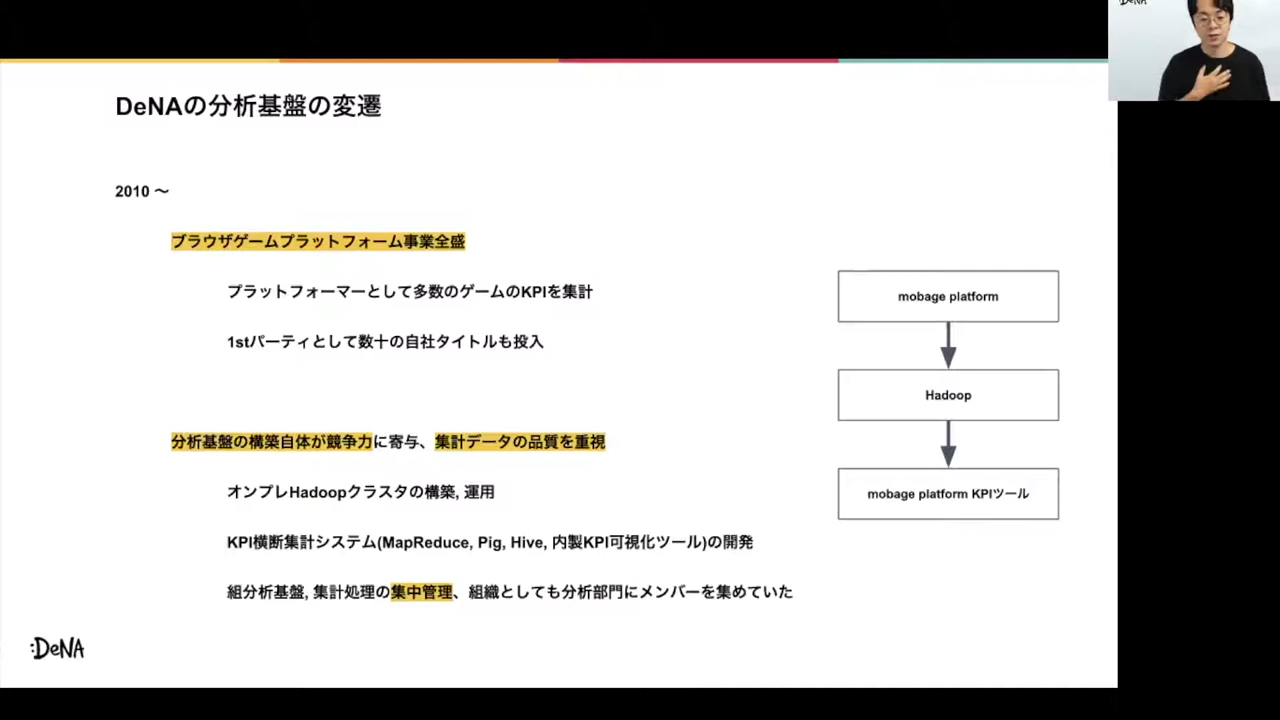 DeNA
DeNAの分析基盤の変遷
2010 〜
ブラウザゲームプラットフォーム事業全盛
プラットフォーマーとして多数のゲームのKPIを集計
1stパーティとして数十の自社タイトルも投入
分析基盤の構築自体が競争力に寄与、集計データの品質を重視
オンプレHadoopクラスタの構築, 運用
KPI横断集計システム(MapReduce, Pig, Hive, 内製KPI可視化ツール)の開発
組分析基盤, 集計処理の集中管理、組織としても分析部門にメンバーを集めていた
mobage platform
Hadoop
mobage platform KPIツール
:DeNA